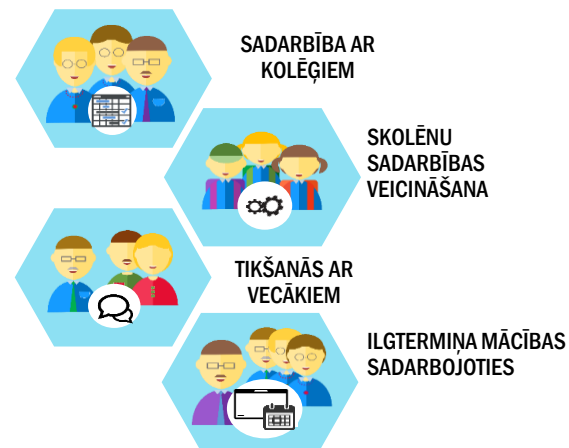 SADARBĪBA AR
KOLĒĢIEM
SKOLĒNU
SADARBĪBAS
VEICINĀŠANA
TIKŠANĀS AR
VECĀKIEM
ILGTERMIŅA MĀCĪBAS
SADARBOJOTIES